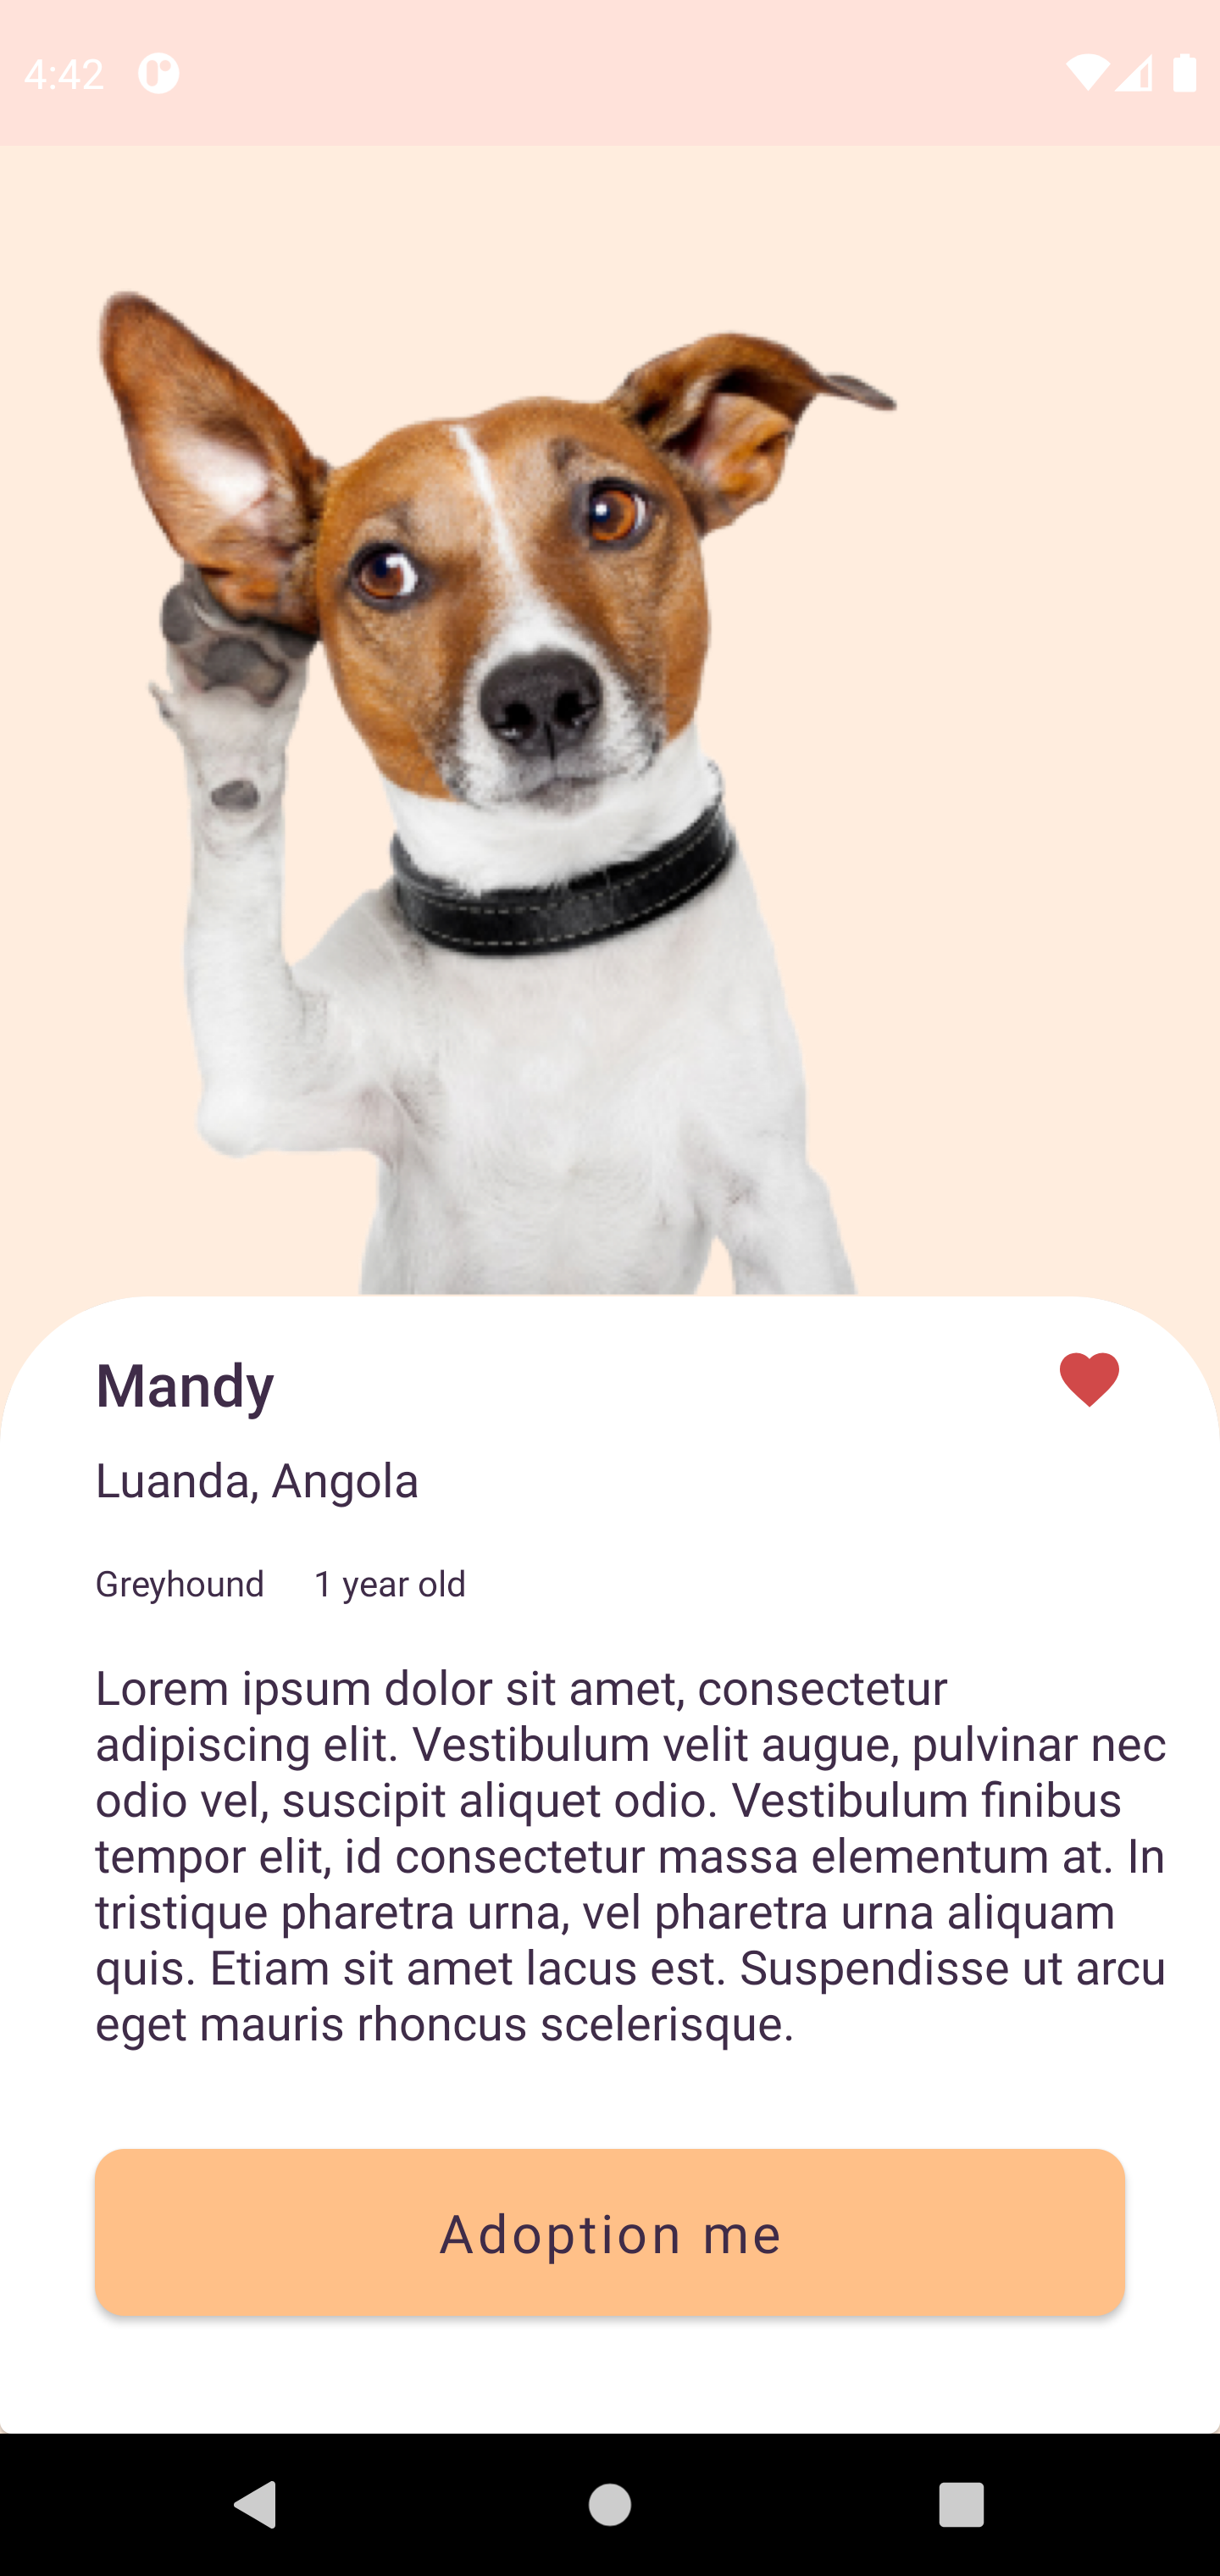 4:42
Mandy
Luanda, Angola
Greyhound 1 year old
Lorem ipsum dolor sit amet, consectetur
adipiscing elit. Vestibulum velit augue, pulvinar nec
odio vel, suscipit aliquet odio. Vestibulum finibus
tempor elit, id consectetur massa elementum at. In
tristique pharetra urna, vel pharetra urna aliquam
quis. Etiam sit amet lacus est. Suspendisse ut arcu
eget mauris rhoncus scelerisque.
Adoption me